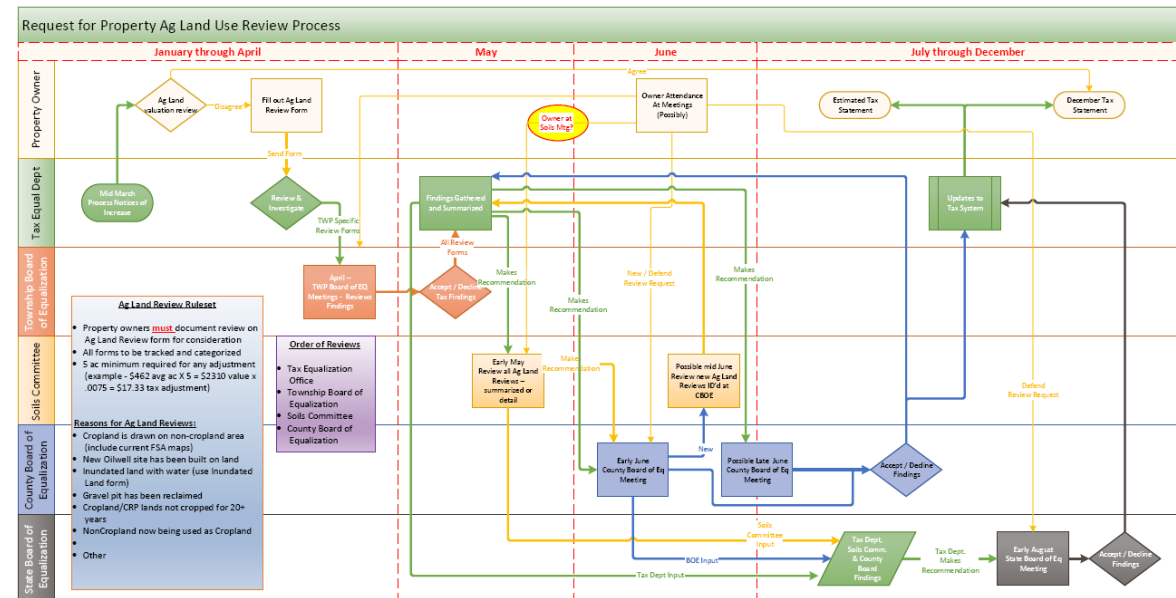 Request for Property Ag Land Use Review Process
January through April
May
June
July through December
Property Owner
Ag Land
valuation review
Disagree
Fill out Ag Land
Review Form
Send Form
Agree
Owner at
Soils Mtg?
Owner Attendance
At Meetings
(Possibly)
Estimated Tax
Statement
December Tax
Statement
Tax Equal Dept
Mid March
Process Notices of
Increase
Review &
Investigate
TWP Specific
Review Forms
Findings Gathered
and Summarized
Updates to
Tax System
Township Board
of Equalization
April –
TWP Board of EQ
Meetings - Reviews
Findings
Accept / Decline
Tax Findings
All Review
Forms
Makes
Recommendation
Makes
Recommendation
New / Defend
Review Request
Makes
Recommendation
Ag Land Review Ruleset
• Property owners must document review on
Ag Land Review form for consideration
• All forms to be tracked and categorized
• 5 ac minimum required for any adjustment
(example - $462 avg ac X 5 = $2310 value x
.0075 = $17.33 tax adjustment)
Reasons for Ag Land Reviews:
• Cropland is drawn on non-cropland area
(include current FSA maps)
• New Oilwell site has been built on land
• Inundated land with water (use Inundated
Land form)
• Gravel pit has been reclaimed
• Cropland/CRP lands not cropped for 20+
years
• NonCropland now being used as Cropland
•
• Other
Order of Reviews
• Tax Equalization
Office
• Township Board of
Equalization
• Soils Committee
• County Board of
Equalization
Soils Committee
Early May
Review all Ag Land
Reviews –
summarized or
detail
Makes
Recommendation
Possible mid June
Review new Ag Land
Reviews ID'd at
CBOE
Defend
Review Request
County Board of
Equalization
Early June
County Board of Eq
Meeting
New
Possible Late June
County Board of Eq
Meeting
Accept / Decline
Findings
State Board of
Equalization
Soils
Committee
Input
BOE Input
Tax Dept Input
Tax Dept,
Soils Comm.
& County
Board
Findings
Tax Dept.
Makes
Recommendation
Early August
State Board of Eq
Meeting
Accept / Decline
Findings